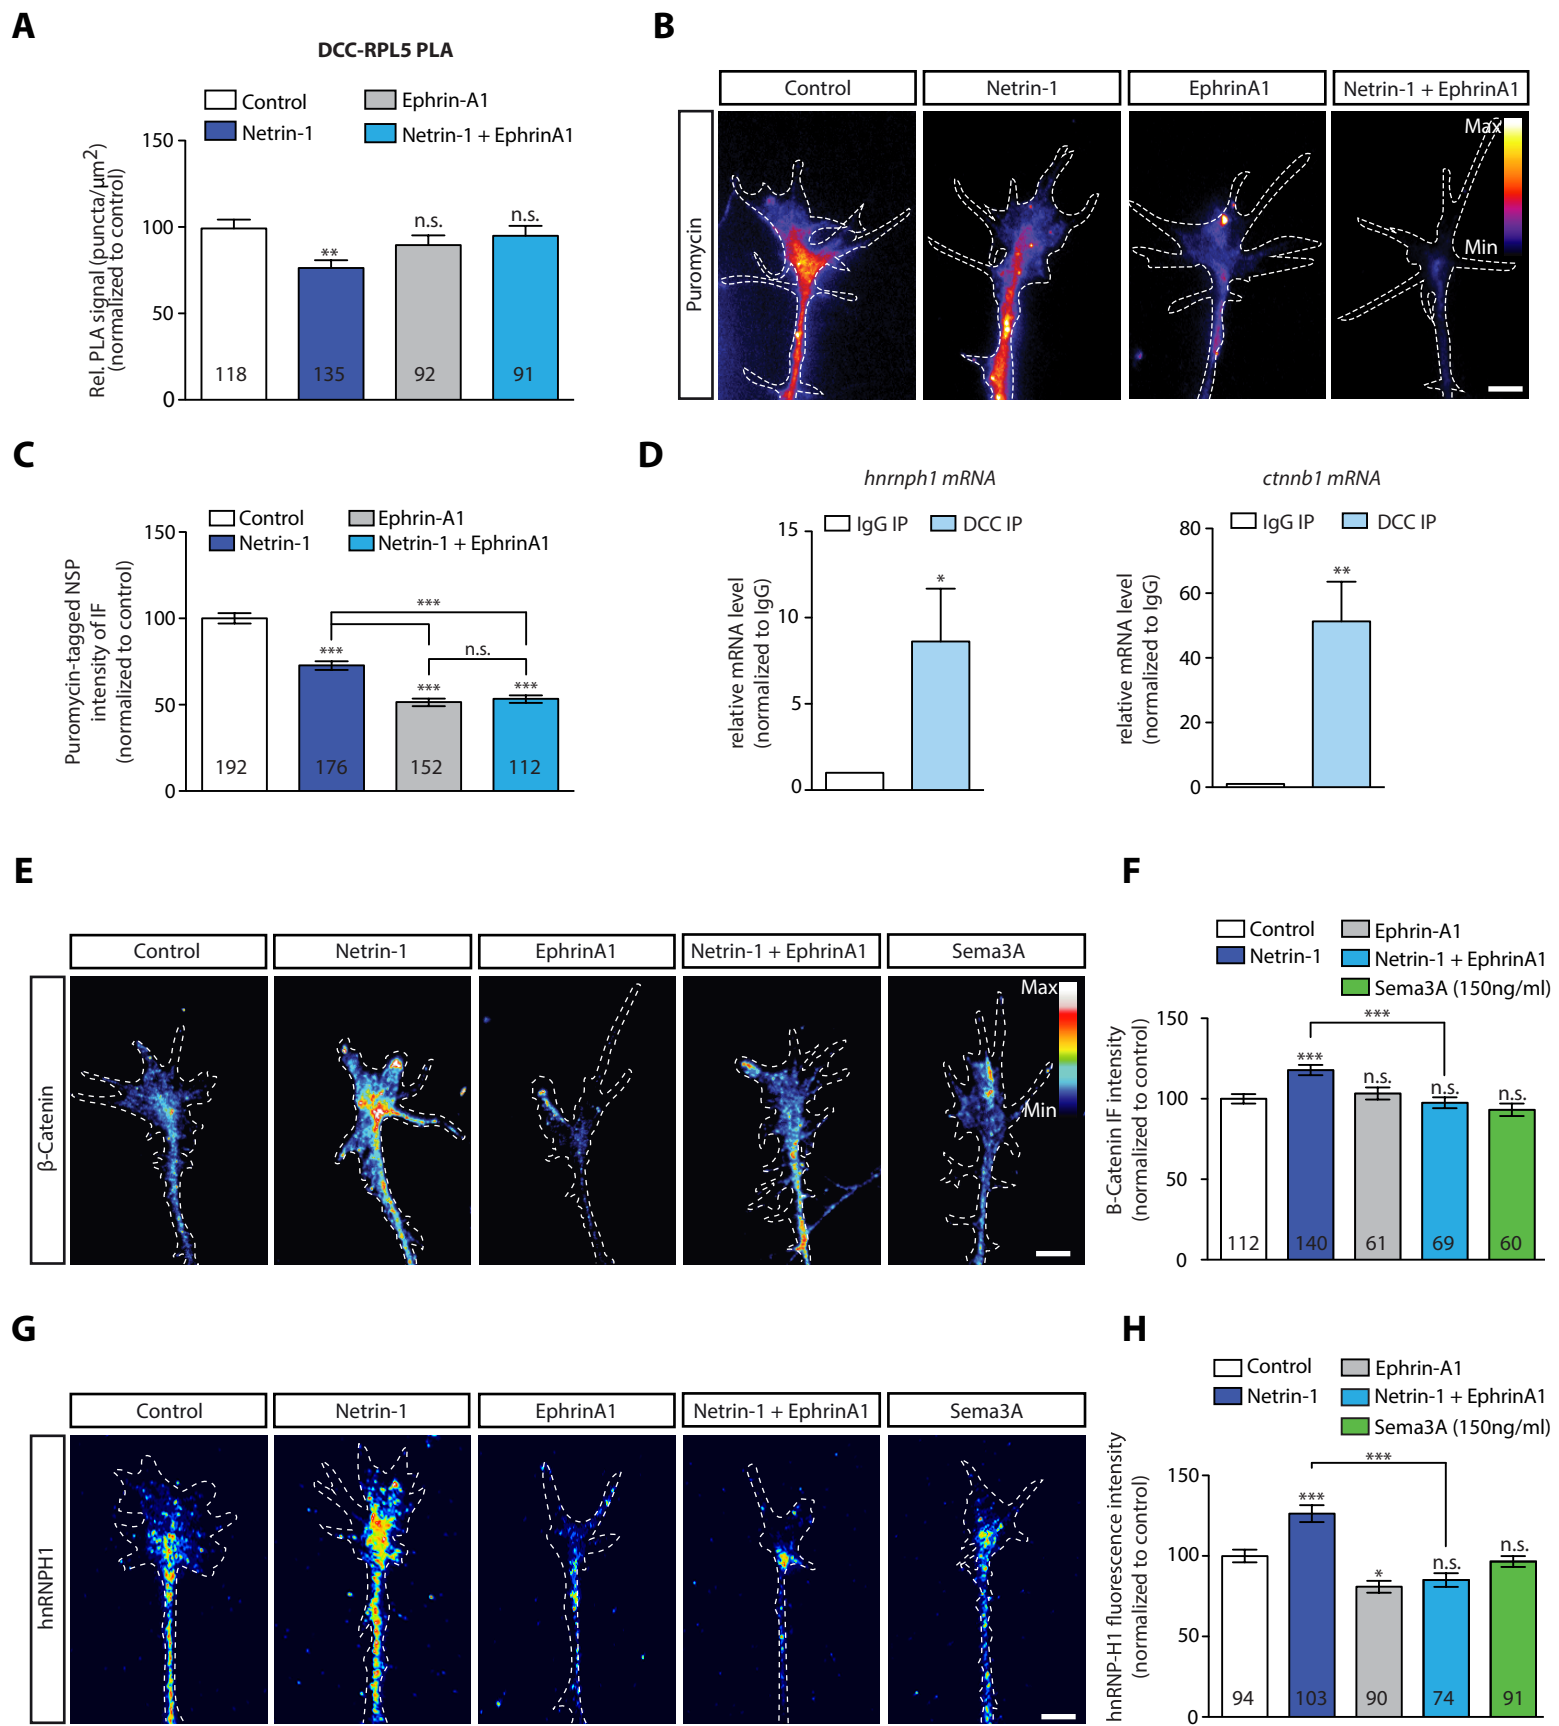 A
DCC-RPL5 PLA
Control
Ephrin-A1
Netrin-1
Netrin-1 + EphrinA1
Rel. PLA signal (puncta/µm2)
(normalized to control)
150
100
50
0
**
n.s.
n.s.
118
135
92
91
B
Control
Netrin-1
EphrinA1
Netrin-1 + EphrinA1
Puromycin
Max
Min
C
Control
Ephrin-A1
Netrin-1
Netrin-1 + EphrinA1
Puromycin-tagged NSP
intensity of IF
(normalized to control)
150
100
50
0
***
n.s.
***
***
***
192
176
152
112
D
hnrnph1 mRNA
IgG IP
DCC IP
relative mRNA level
(normalized to IgG)
15
10
5
0
*
ctnnb1 mRNA
IgG IP
DCC IP
relative mRNA level
(normalized to IgG)
80
60
40
20
0
**
E
Control
Netrin-1
EphrinA1
Netrin-1 + EphrinA1
Sema3A
β-Catenin
Max
Min
F
Control
Ephrin-A1
Netrin-1
Netrin-1 + EphrinA1
Sema3A (150ng/ml)
B-Catenin IF intensity
(normalized to control)
150
100
50
0
***
***
n.s.
n.s.
n.s.
112
140
61
69
60
G
Control
Netrin-1
EphrinA1
Netrin-1 + EphrinA1
Sema3A
hnRNPH1
H
Control
Ephrin-A1
Netrin-1
Netrin-1 + EphrinA1
Sema3A (150ng/ml)
hnRNP-H1 fluorescence intensity
(normalized to control)
150
100
50
0
***
***
*
n.s.
n.s.
94
103
90
74
91